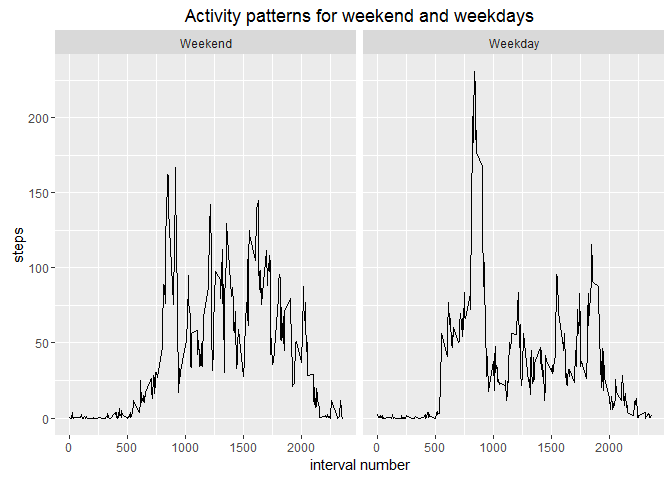 Activity patterns for weekend and weekdays
Weekend Weekday
200
150
100
50
0
steps
0 500 1000 1500 2000 0 500 1000 1500 2000
interval number